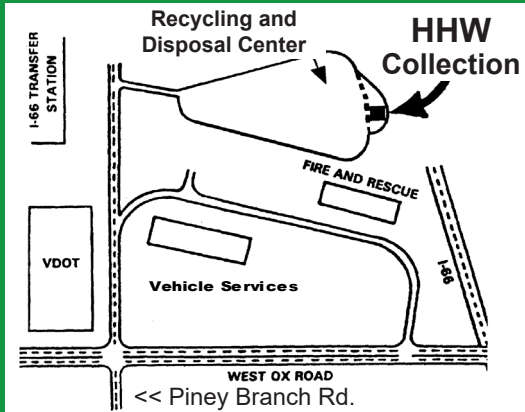 Recycling and
Disposal Center
HHW
Collection
I-66 TRANSFER
STATION
FIRE AND RESCUE
VDOT
Vehicle Services
I-66
WEST OX ROAD
<< Piney Branch Rd.